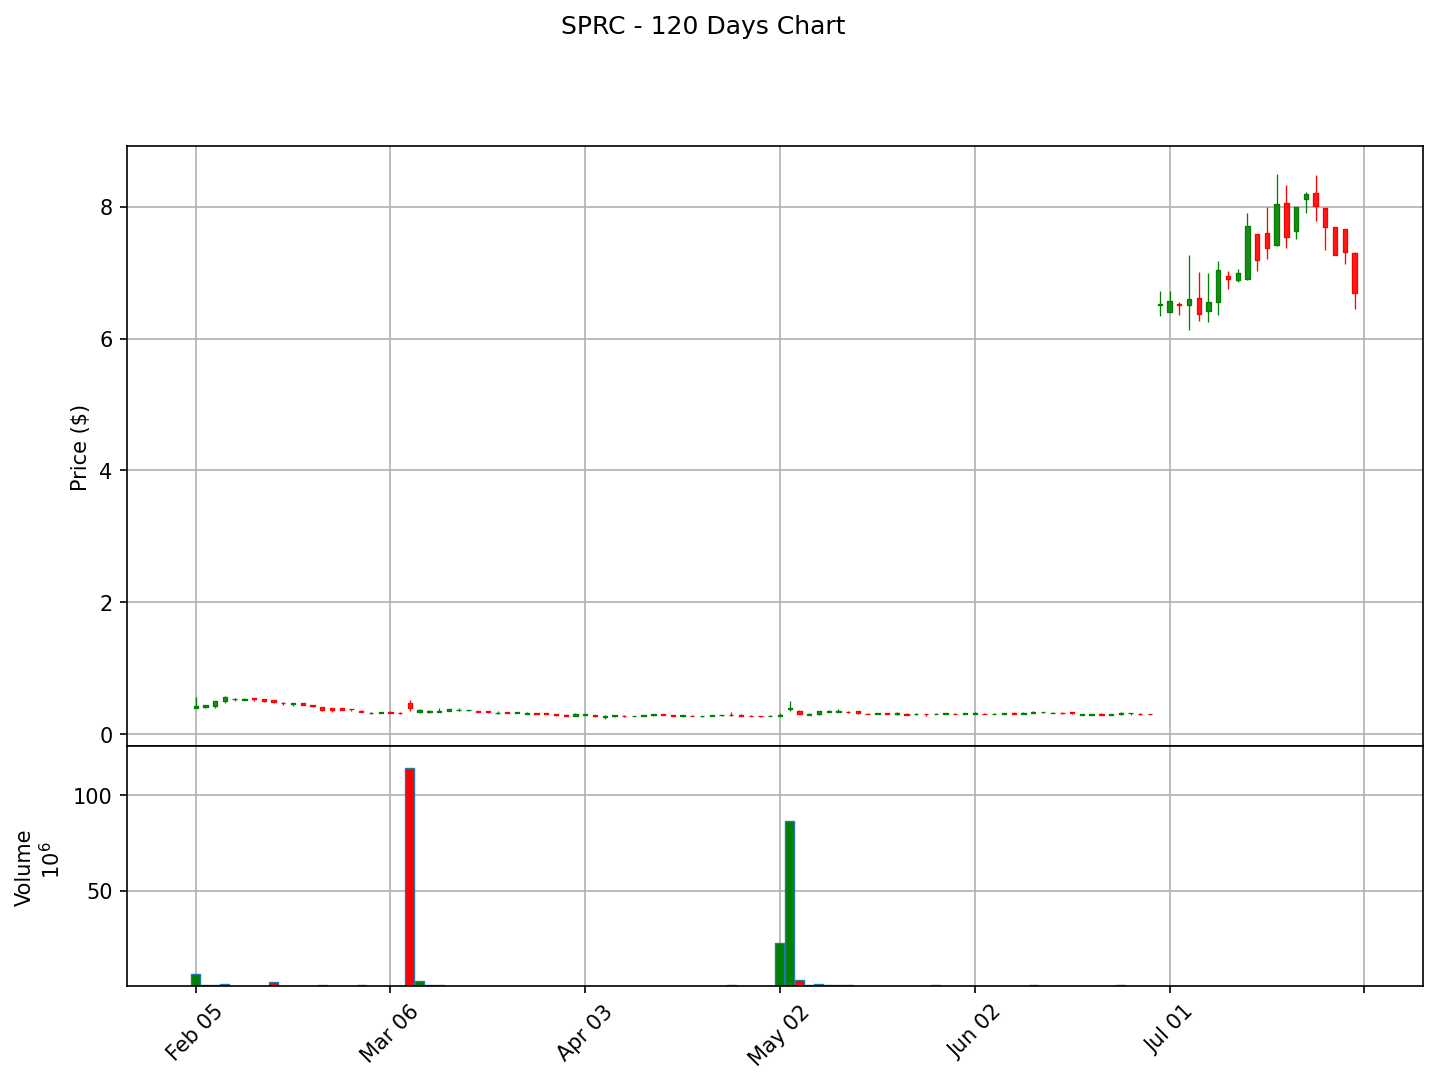 SPRC - 120 Days Chart
Price ($)
8
6
4
2
0
Volume
10⁶
100
50
Feb 05
Mar 06
Apr 03
May 02
Jun 02
Jul 01